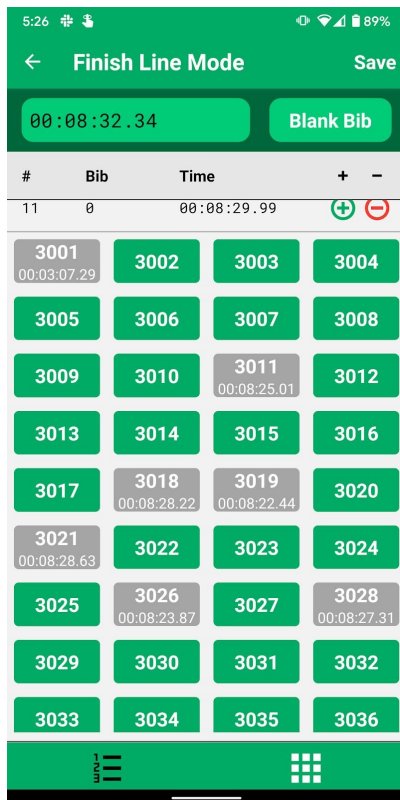 5:26 89%
Finish Line Mode Save
00:08:32.34 Blank Bib
# Bib Time + −
11 0 00:08:29.99
3001 3002 3003 3004
00:03:07.29
3005 3006 3007 3008
3009 3010 3011 3012
00:08:25.01
3013 3014 3015 3016
3017 3018 3019 3020
00:08:28.22 00:08:22.44
3021 3022 3023 3024
00:08:28.63
3025 3026 3027 3028
00:08:23.87 00:08:27.31
3029 3030 3031 3032
3033 3034 3035 3036